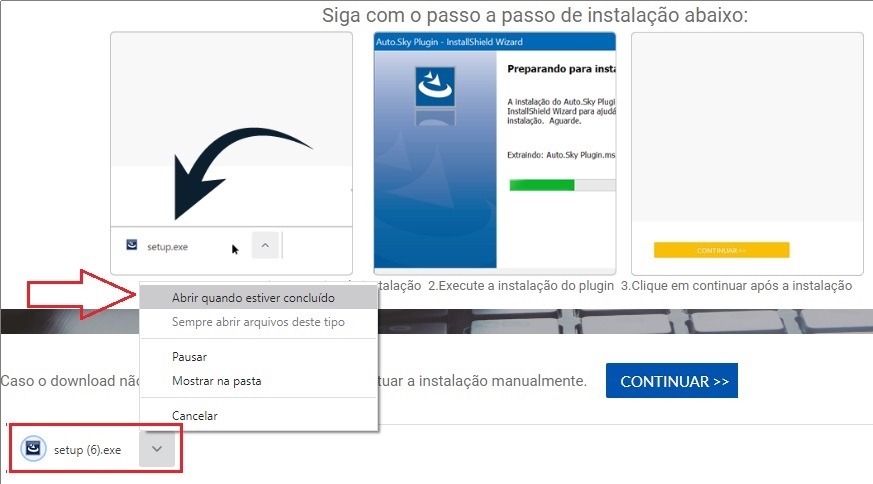 Siga com o passo a passo de instalação abaixo:
setup.exe
Auto.Sky Plugin - InstallShield Wizard
Preparando para insta
A instalação do Auto.Sky Plugi
InstallShield Wizard para ajudá
instalação. Aguarde.
Extraindo: Auto.Sky Plugin.ms
CONTINUAR >>
talação 2.Execute a instalação do plugin 3.Clique em continuar após a instalação
Abrir quando estiver concluído
Sempre abrir arquivos deste tipo
Pausar
Mostrar na pasta
Cancelar
Caso o download nã
tuar a instalação manualmente.
CONTINUAR >>
setup (6).exe